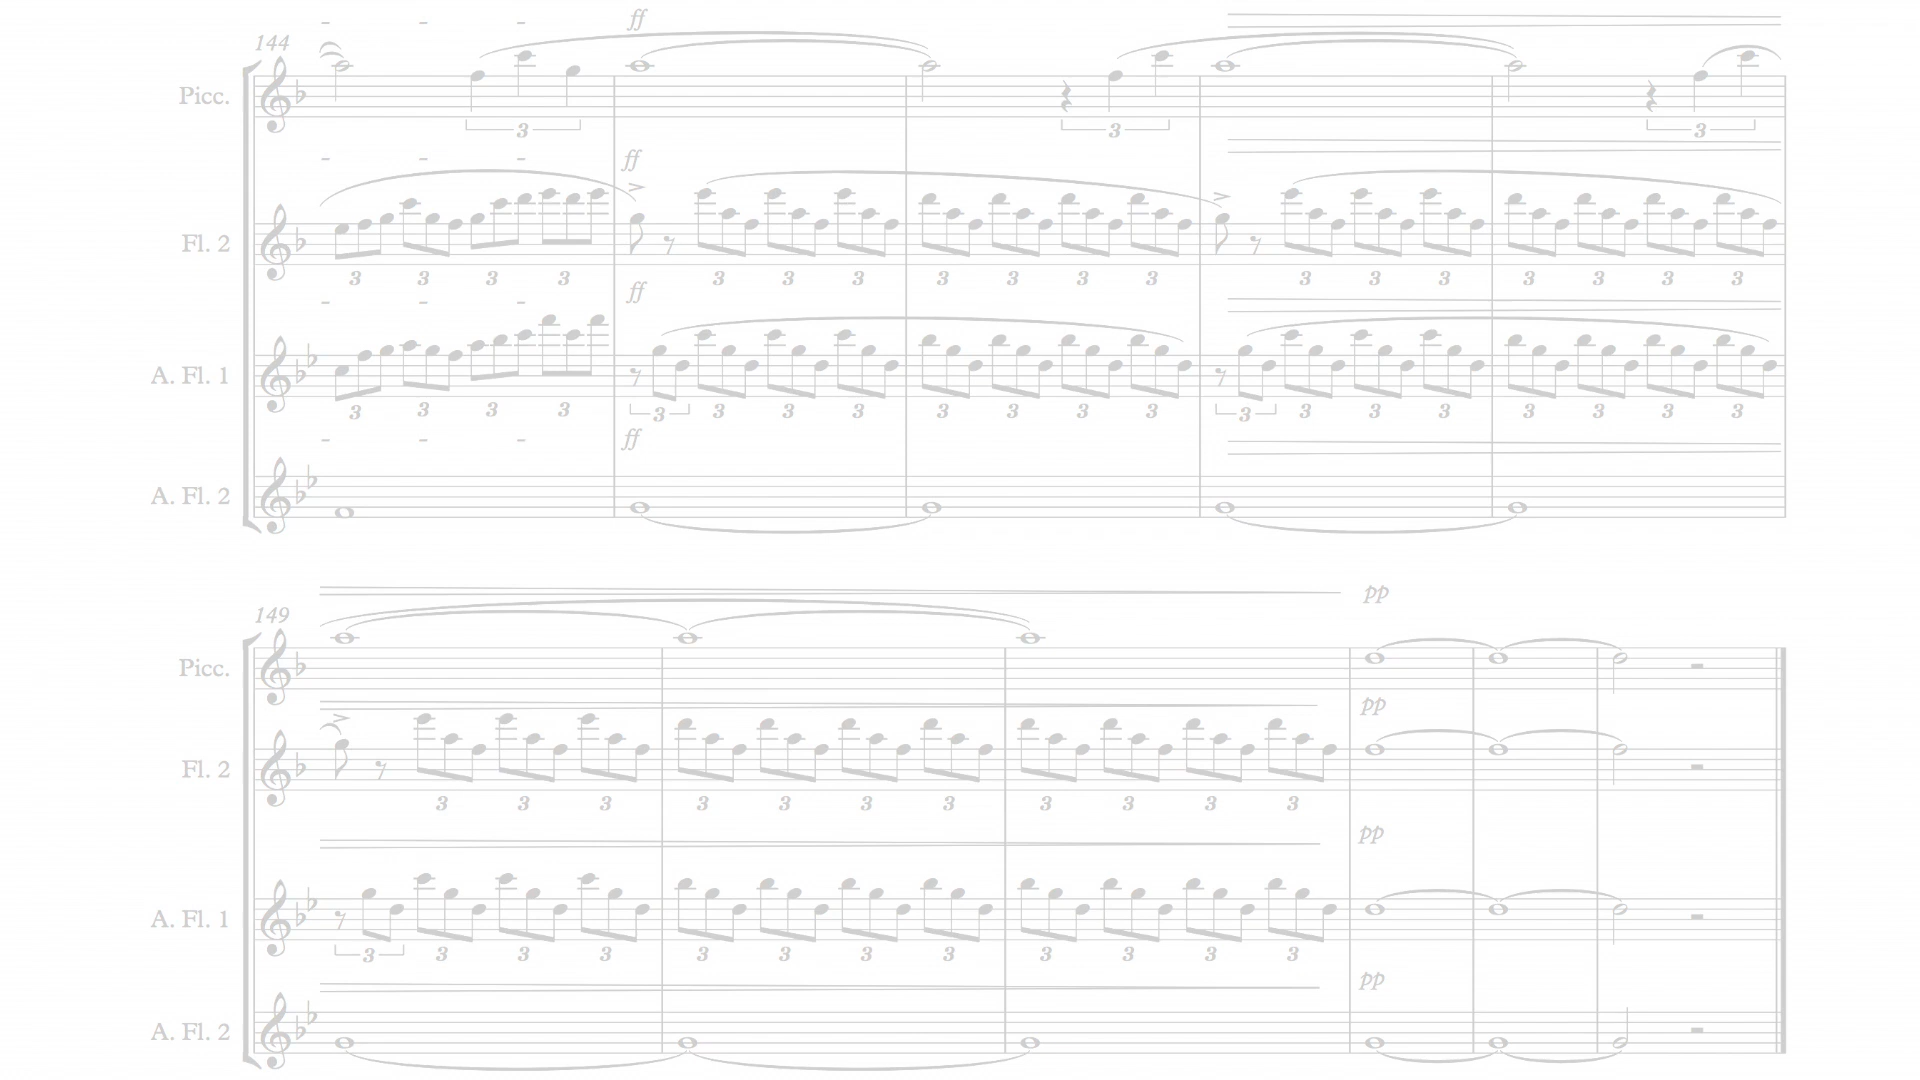 - - - ff
144
Picc.
3 3 3
- - - ff
Fl. 2
3 3 3 3 3 3 3 3 3 3 3 3 3 3 3 3 3 3
- - - ff
A. Fl. 1
3 3 3 3 3 3 3 3 3 3 3 3 3 3 3 3 3 3 3 3
- - - ff
A. Fl. 2
pp
149
Picc.
pp
Fl. 2
3 3 3 3 3 3 3 3 3 3 3
pp
A. Fl. 1
3 3 3 3 3 3 3 3 3 3 3 3
pp
A. Fl. 2